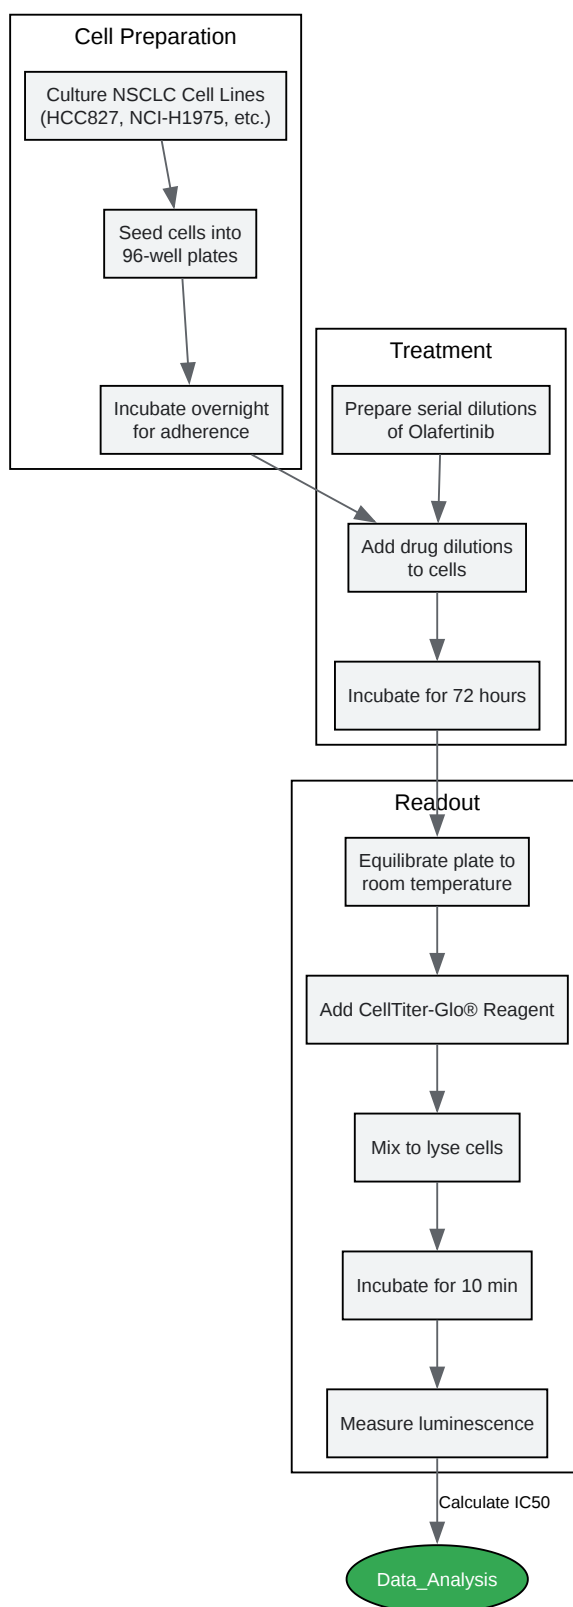 Cell Preparation
Culture NSCLC Cell Lines
(HCC827, NCI-H1975, etc.)
Seed cells into
96-well plates
Incubate overnight
for adherence
Treatment
Prepare serial dilutions
of Olafertinib
Add drug dilutions
to cells
Incubate for 72 hours
Readout
Equilibrate plate to
room temperature
Add CellTiter-Glo® Reagent
Mix to lyse cells
Incubate for 10 min
Measure luminescence
Calculate IC50
Data_Analysis